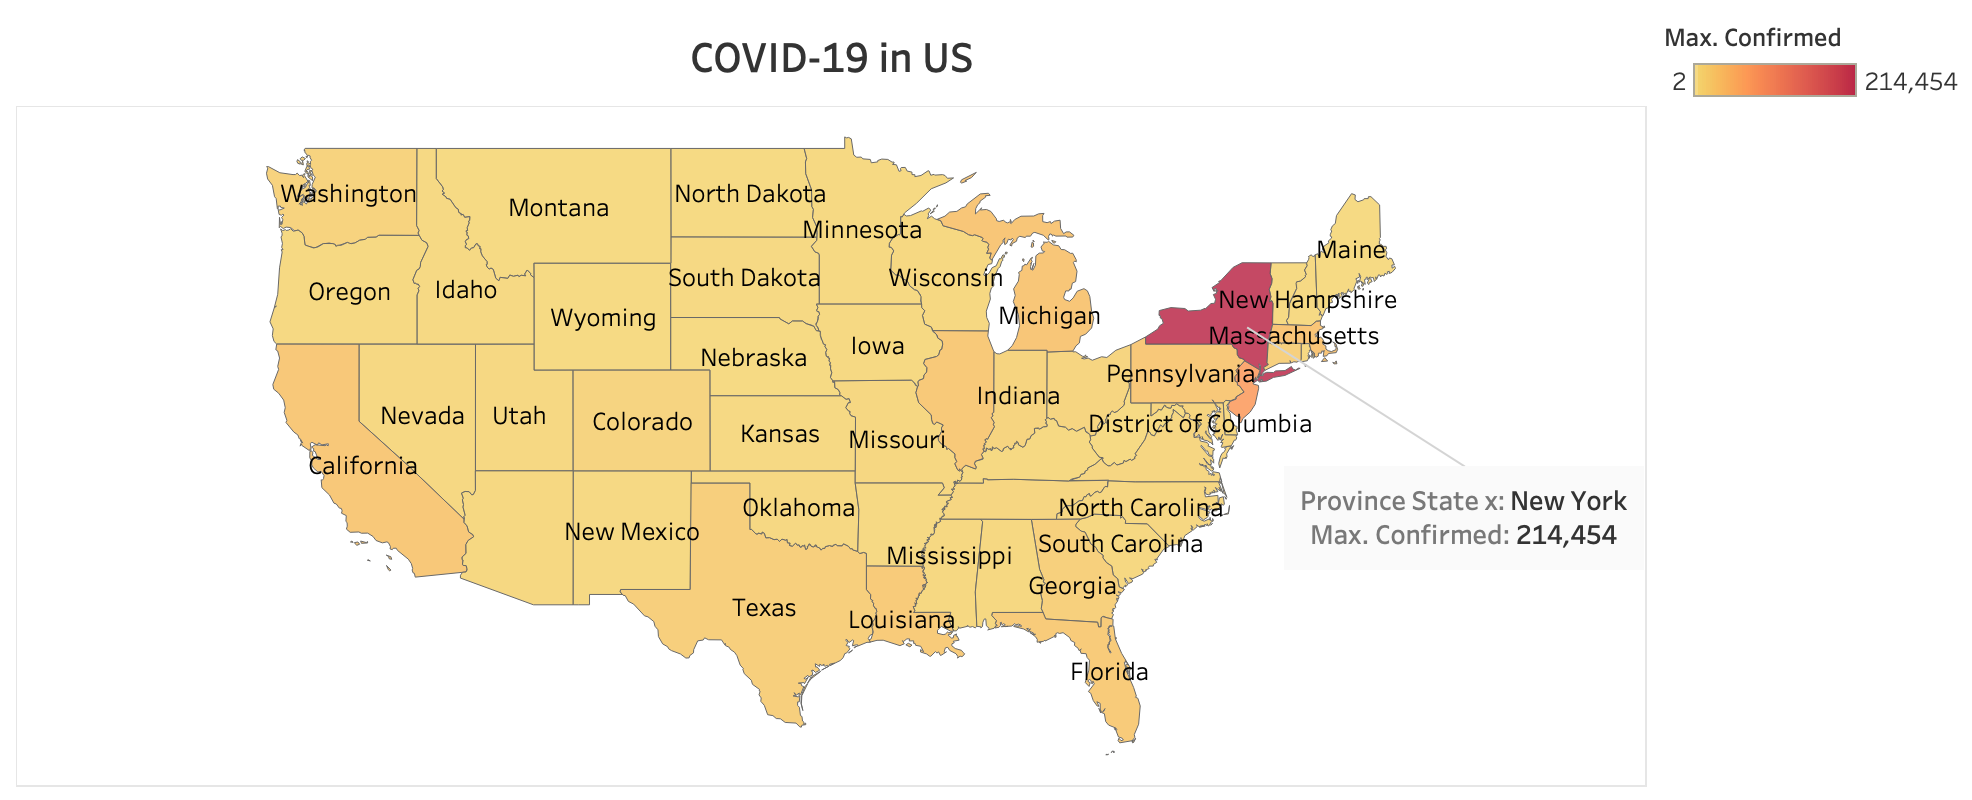 COVID-19 in US
Max. Confirmed
2 214,454
Washington
Montana
North Dakota
Minnesota
Maine
Oregon
Idaho
South Dakota
Wisconsin
New Hampshire
Wyoming
Michigan
Massachusetts
Nebraska
Iowa
Pennsylvania
Nevada
Utah
Colorado
Indiana
District of Columbia
Kansas
Missouri
California
Oklahoma
North Carolina
New Mexico
Mississippi
South Carolina
Georgia
Texas
Louisiana
Florida
Province State x: New York
Max. Confirmed: 214,454